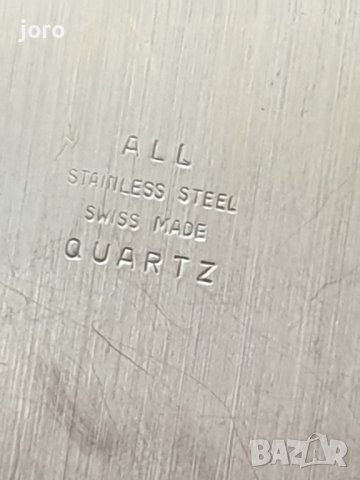 joro
ALL
STAINLESS STEEL
SWISS MADE
QUARTZ
BAZAR